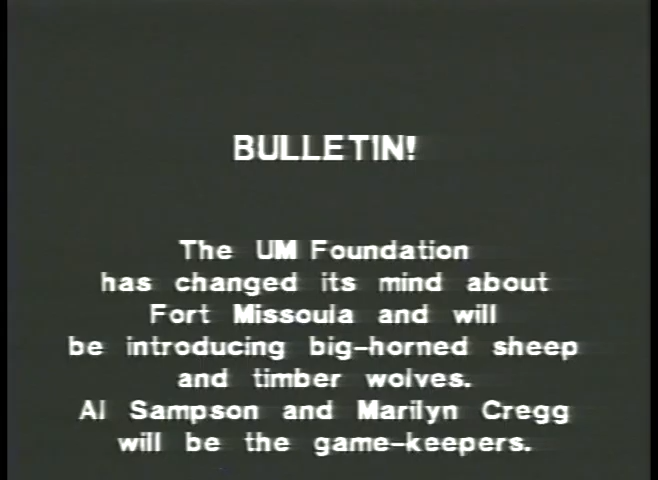 BULLETIN!
The UM Foundation
has changed its mind about
Fort Missoula and will
be introducing big-horned sheep
and timber wolves.
Al Sampson and Marilyn Cregg
will be the game-keepers.